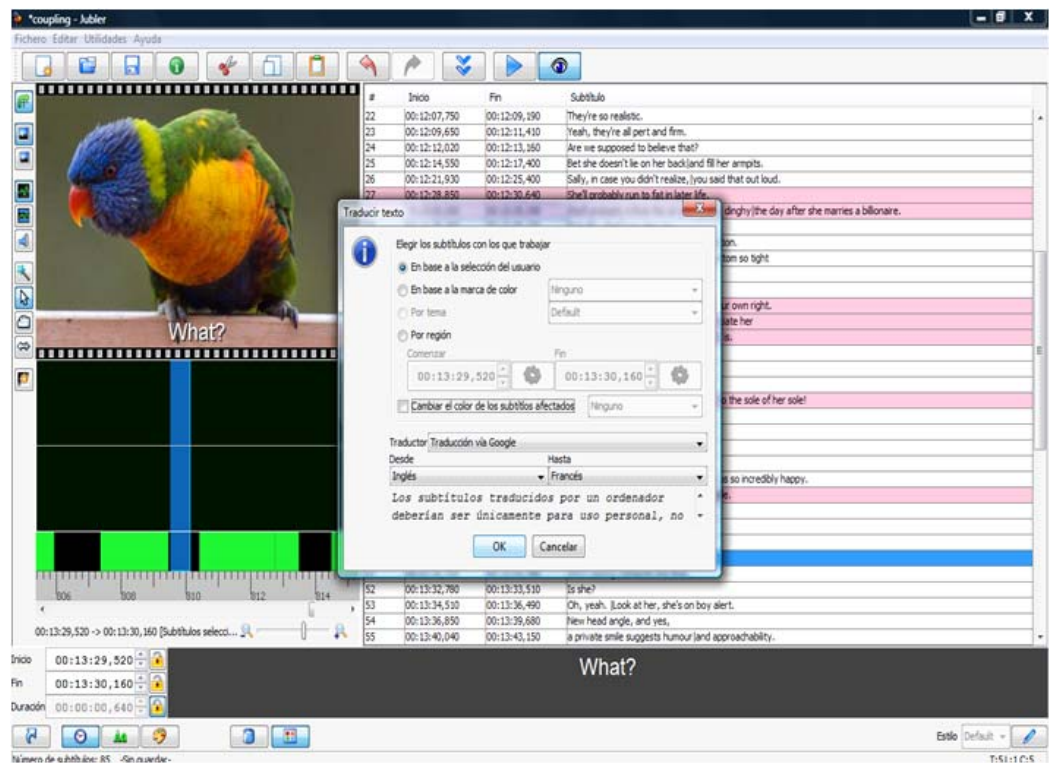 *coupling - Jubler
Fichero Editar Utilidades Ayuda
# Inicio Fin Subtítulo
22 00:12:07,750 00:12:09,190 They're so realistic.
23 00:12:09,650 00:12:11,410 Yeah, they're all pert and firm.
24 00:12:12,020 00:12:13,160 Are we supposed to believe that?
25 00:12:14,550 00:12:17,400 Bet she doesn't lie on her back|and fill her armpits.
26 00:12:21,930 00:12:25,400 Sally, in case you didn't realize, |you said that out loud.
27 00:12:28,850 00:12:30,640 She'll probably run to fat in later life.
dinghy|the day after she marries a billionaire.
on.
tom so tight
ur own right.
ate her
s.
o the sole of her sole!
s so incredibly happy.
e.
What?
Traducir texto
Elegir los subtítulos con los que trabajar
En base a la selección del usuario
En base a la marca de color Ninguno
Por tema Default
Por región
Comenzar Fin
00:13:29,520 00:13:30,160
Cambiar el color de los subtítlos afectados Ninguno
Traductor Traducción vía Google
Desde Hasta
Inglés Francés
Los subtítulos traducidos por un ordenador
deberían ser únicamente para uso personal, no
OK Cancelar
52 00:13:32,780 00:13:33,510 Is she?
53 00:13:34,510 00:13:36,490 Oh, yeah. |Look at her, she's on boy alert.
54 00:13:36,850 00:13:39,680 New head angle, and yes,
55 00:13:40,040 00:13:43,150 a private smile suggests humour|and approachability.
806 808 810 812 814
00:13:29,520 -> 00:13:30,160 [Subtítulos selecci...
Inicio 00:13:29,520
Fin 00:13:30,160
Duración 00:00:00,640
What?
Estilo Default
Número de subtítulos: 85 -Sin guardar-
T:51:1 C:5